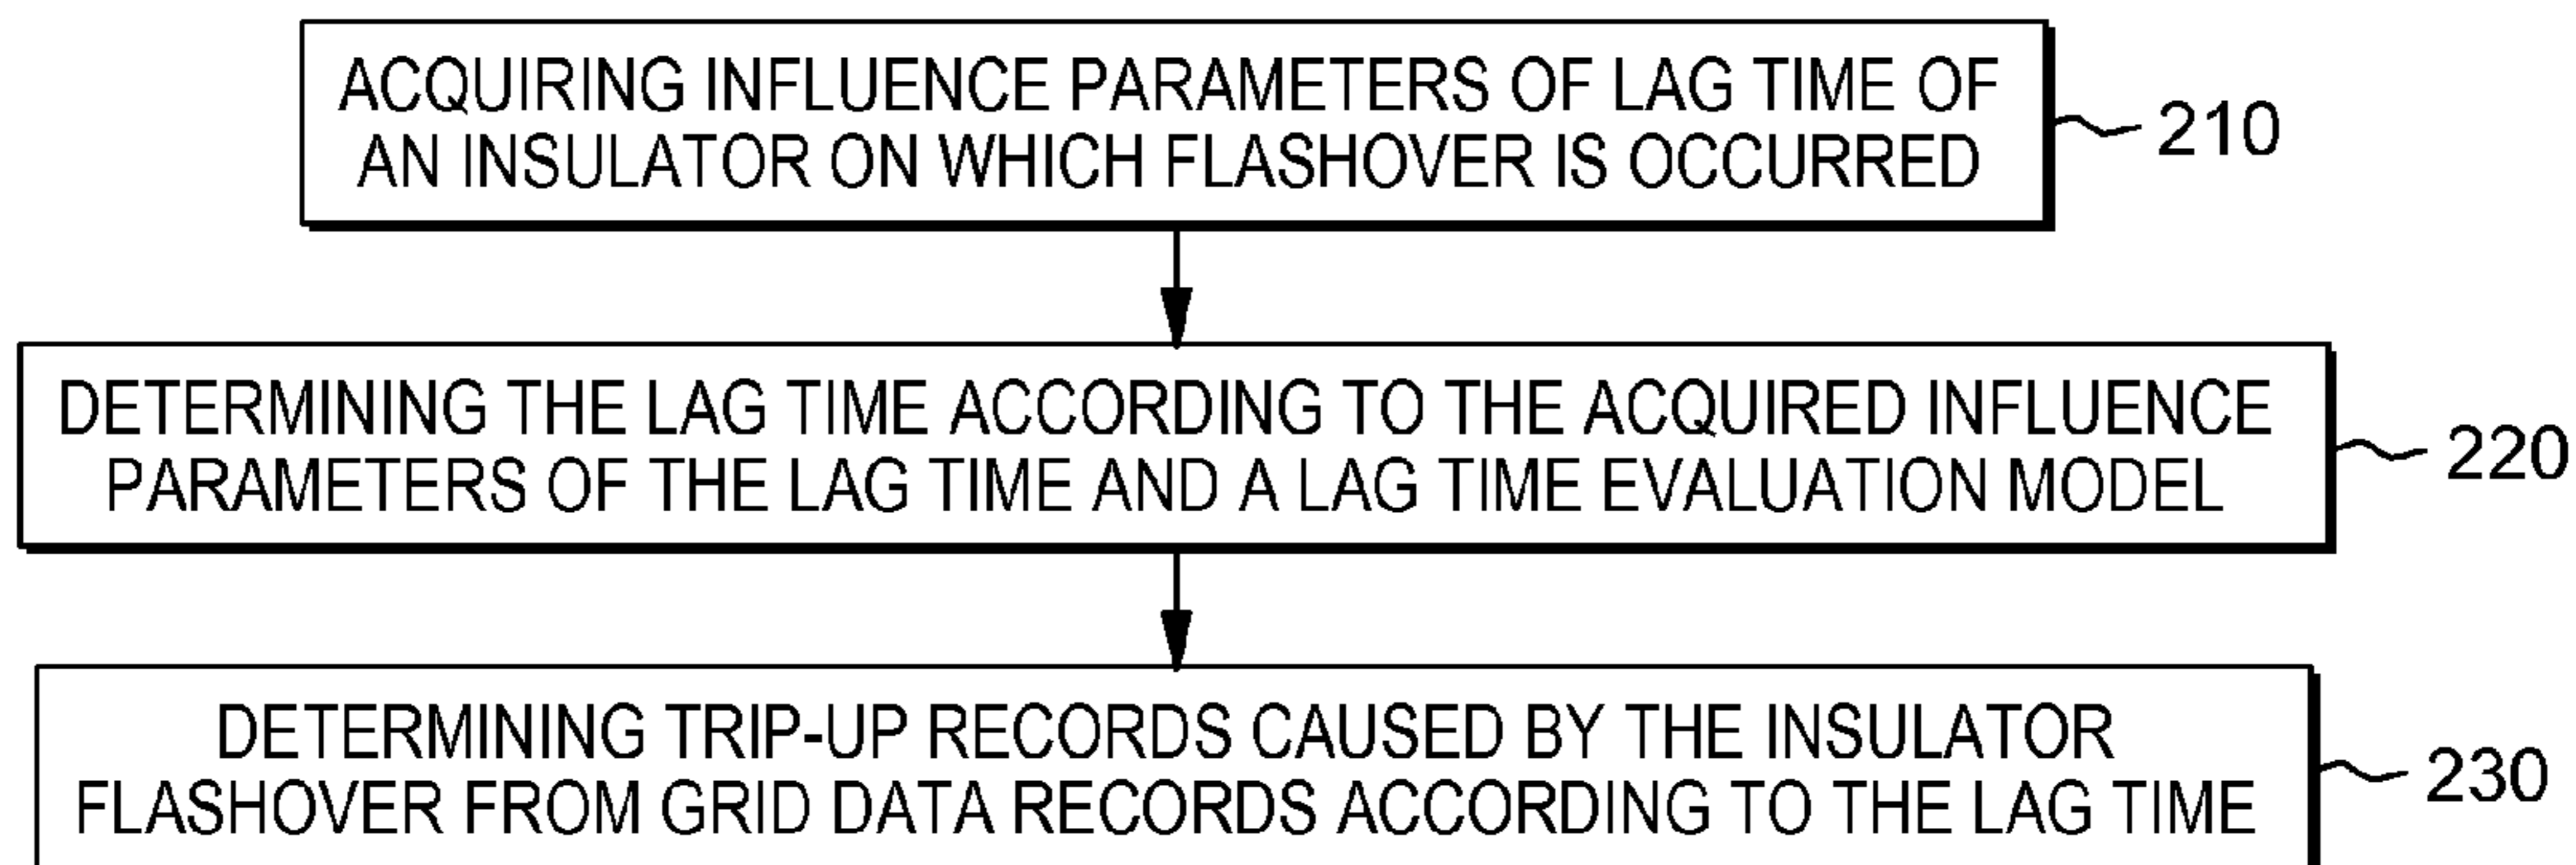 ACQUIRING INFLUENCE PARAMETERS OF LAG TIME OF
AN INSULATOR ON WHICH FLASHOVER IS OCCURRED
210
DETERMINING THE LAG TIME ACCORDING TO THE ACQUIRED INFLUENCE
PARAMETERS OF THE LAG TIME AND A LAG TIME EVALUATION MODEL
220
DETERMINING TRIP-UP RECORDS CAUSED BY THE INSULATOR
FLASHOVER FROM GRID DATA RECORDS ACCORDING TO THE LAG TIME
230